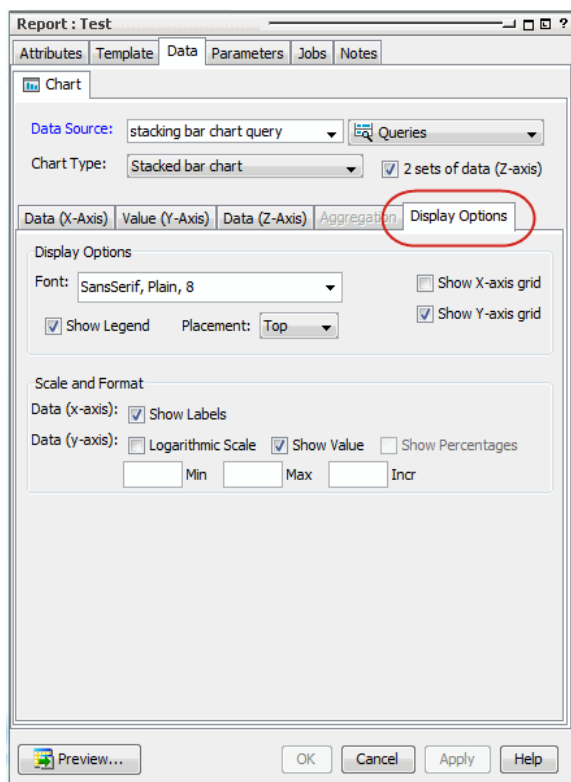 Report : Test ?
Attributes Template Data Parameters Jobs Notes
Chart
Data Source: stacking bar chart query Queries
Chart Type: Stacked bar chart 2 sets of data (Z-axis)
Data (X-Axis) Value (Y-Axis) Data (Z-Axis) Aggregation Display Options
Display Options
Font: SansSerif, Plain, 8 Show X-axis grid
Show Legend Placement: Top Show Y-axis grid
Scale and Format
Data (x-axis): Show Labels
Data (y-axis): Logarithmic Scale Show Value Show Percentages
Min Max Incr
Preview... OK Cancel Apply Help